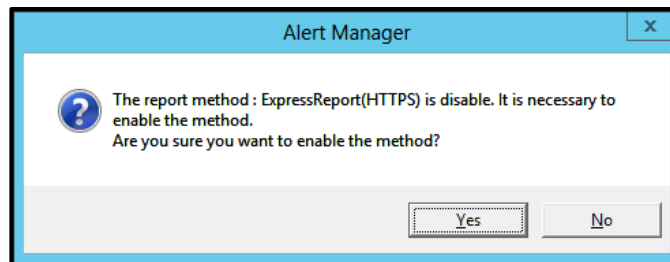 Alert Manager
x
The report method : ExpressReport(HTTPS) is disable. It is necessary to
enable the method.
Are you sure you want to enable the method?
Yes
No